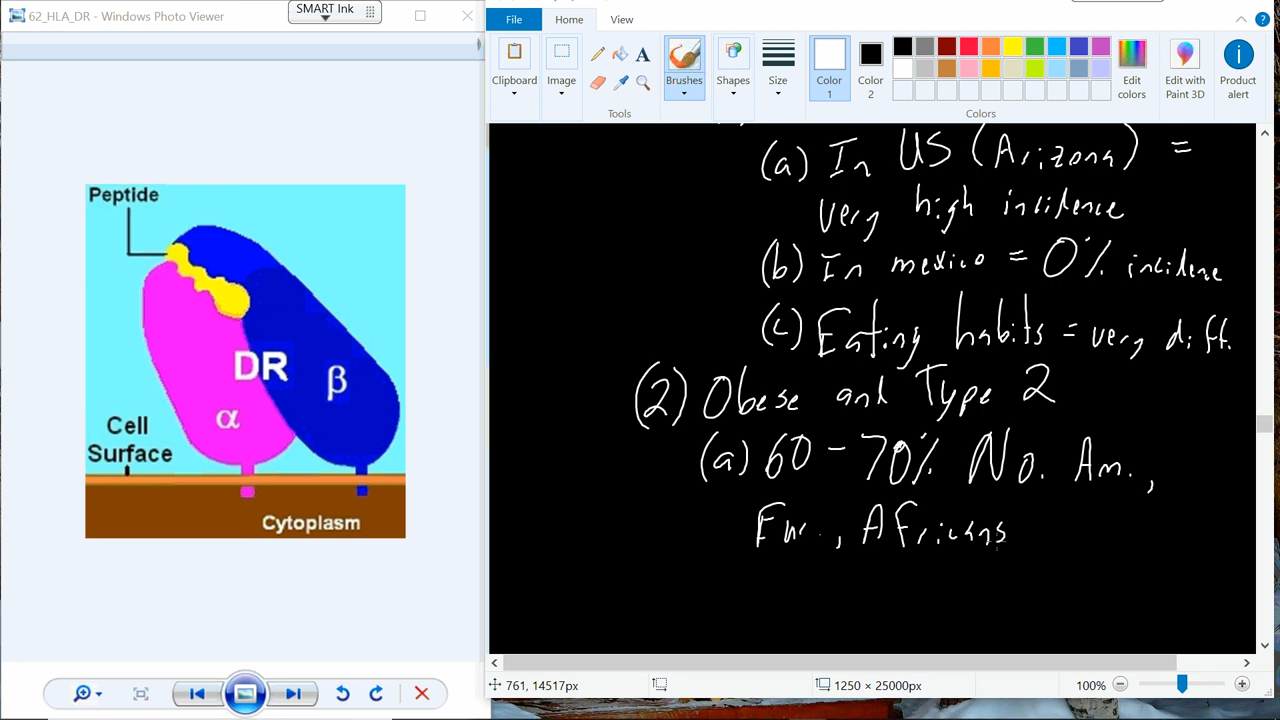 62_HLA_DR - Windows Photo Viewer
SMART Ink
Peptide
DR
α
β
Cell
Surface
Cytoplasm
File
Home
View
Clipboard
Image
Tools
Brushes
Shapes
Size
Color
1
Color
2
Colors
Edit
colors
Edit with
Paint 3D
Product
alert
(a) In US (Arizona) =
very high incidence
(b) In mexico = 0% incidence
(c) Eating habits = very diff.
(2) Obese and Type 2
(a) 60 - 70% No. Am.,
Eur., Africans
761, 14517px
1250 × 25000px
100%